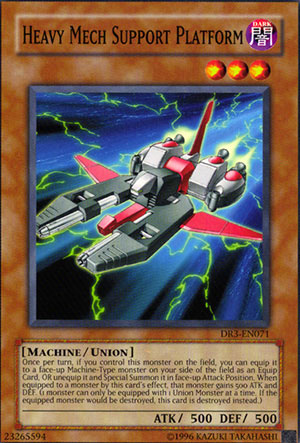 HEAVY MECH SUPPORT PLATFORM
DARK
闇
DR3-EN071
[MACHINE/UNION]
Once per turn, if you control this monster on the field, you can equip it
to a face-up Machine-Type monster on your side of the field as an Equip
Card, OR unequip it and Special Summon it in face-up Attack Position. When
equipped to a monster by this card's effect, that monster gains 500 ATK and
DEF. (1 monster can only be equipped with 1 Union Monster at a time. If the
equipped monster would be destroyed, this card is destroyed instead.)
ATK/ 500 DEF/ 500
23265594
©1996 KAZUKI TAKAHASHI